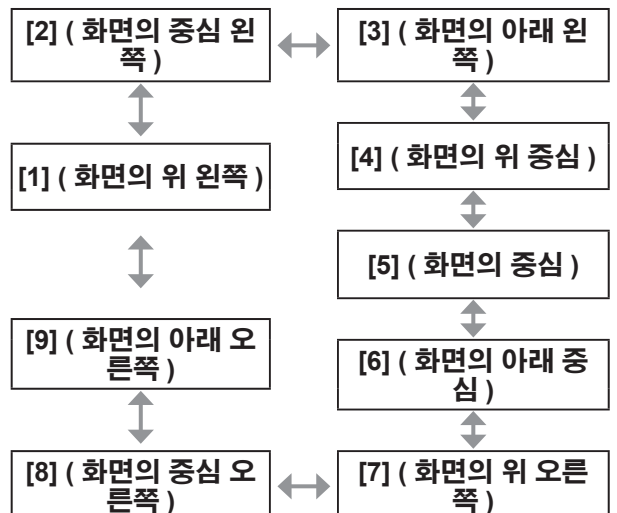 [2] ( 화면의 중심 왼
쪽 )
[3] ( 화면의 아래 왼
쪽 )
[1] ( 화면의 위 왼쪽 )
[4] ( 화면의 위 중심 )
[5] ( 화면의 중심 )
[9] ( 화면의 아래 오
른쪽 )
[6] ( 화면의 아래 중
심 )
[8] ( 화면의 중심 오
른쪽 )
[7] ( 화면의 위 오른
쪽 )